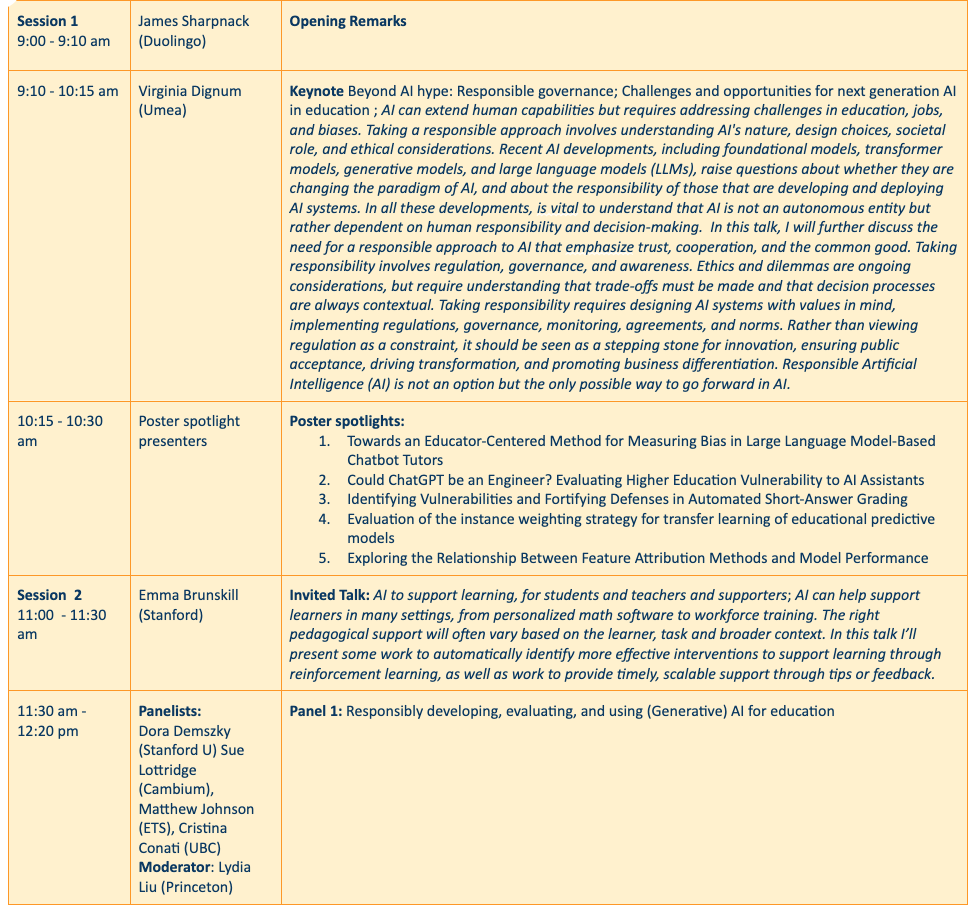 Session 1
9:00 - 9:10 am
James Sharpnack
(Duolingo)
Opening Remarks
9:10 - 10:15 am
Virginia Dignum
(Umea)
Keynote Beyond AI hype: Responsible governance; Challenges and opportunities for next generation AI
in education ; AI can extend human capabilities but requires addressing challenges in education, jobs,
and biases. Taking a responsible approach involves understanding AI's nature, design choices, societal
role, and ethical considerations. Recent AI developments, including foundational models, transformer
models, generative models, and large language models (LLMs), raise questions about whether they are
changing the paradigm of AI, and about the responsibility of those that are developing and deploying
AI systems. In all these developments, is vital to understand that AI is not an autonomous entity but
rather dependent on human responsibility and decision-making.  In this talk, I will further discuss the
need for a responsible approach to AI that emphasize trust, cooperation, and the common good. Taking
responsibility involves regulation, governance, and awareness. Ethics and dilemmas are ongoing
considerations, but require understanding that trade-offs must be made and that decision processes
are always contextual. Taking responsibility requires designing AI systems with values in mind,
implementing regulations, governance, monitoring, agreements, and norms. Rather than viewing
regulation as a constraint, it should be seen as a stepping stone for innovation, ensuring public
acceptance, driving transformation, and promoting business differentiation. Responsible Artificial
Intelligence (AI) is not an option but the only possible way to go forward in AI.
10:15 - 10:30
am
Poster spotlight
presenters
Poster spotlights:
1. Towards an Educator-Centered Method for Measuring Bias in Large Language Model-Based
Chatbot Tutors
2. Could ChatGPT be an Engineer? Evaluating Higher Education Vulnerability to AI Assistants
3. Identifying Vulnerabilities and Fortifying Defenses in Automated Short-Answer Grading
4. Evaluation of the instance weighting strategy for transfer learning of educational predictive
models
5. Exploring the Relationship Between Feature Attribution Methods and Model Performance
Session  2
11:00  - 11:30
am
Emma Brunskill
(Stanford)
Invited Talk: AI to support learning, for students and teachers and supporters; AI can help support
learners in many settings, from personalized math software to workforce training. The right
pedagogical support will often vary based on the learner, task and broader context. In this talk I’ll
present some work to automatically identify more effective interventions to support learning through
reinforcement learning, as well as work to provide timely, scalable support through tips or feedback.
11:30 am -
12:20 pm
Panelists:
Dora Demszky
(Stanford U) Sue
Lottridge
(Cambium),
Matthew Johnson
(ETS), Cristina
Conati (UBC)
Moderator: Lydia
Liu (Princeton)
Panel 1: Responsibly developing, evaluating, and using (Generative) AI for education